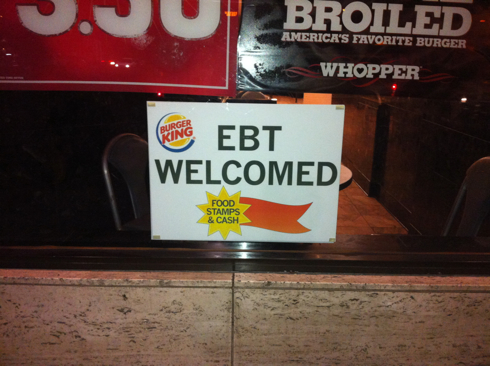 BROILED
AMERICA'S FAVORITE BURGER
WHOPPER
BURGER
KING
EBT
WELCOMED
FOOD
STAMPS
& CASH